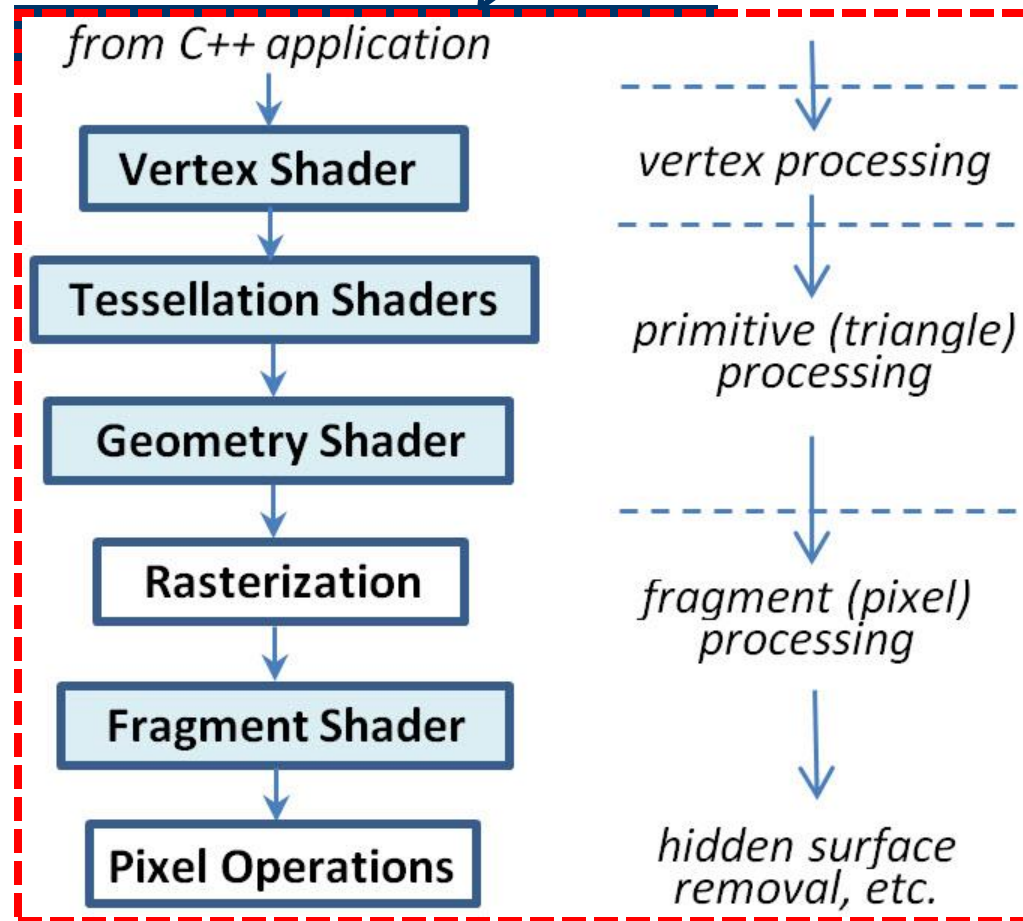 from C++ application
Vertex Shader
Tessellation Shaders
Geometry Shader
Rasterization
Fragment Shader
Pixel Operations
vertex processing
primitive (triangle)
processing
fragment (pixel)
processing
hidden surface
removal, etc.